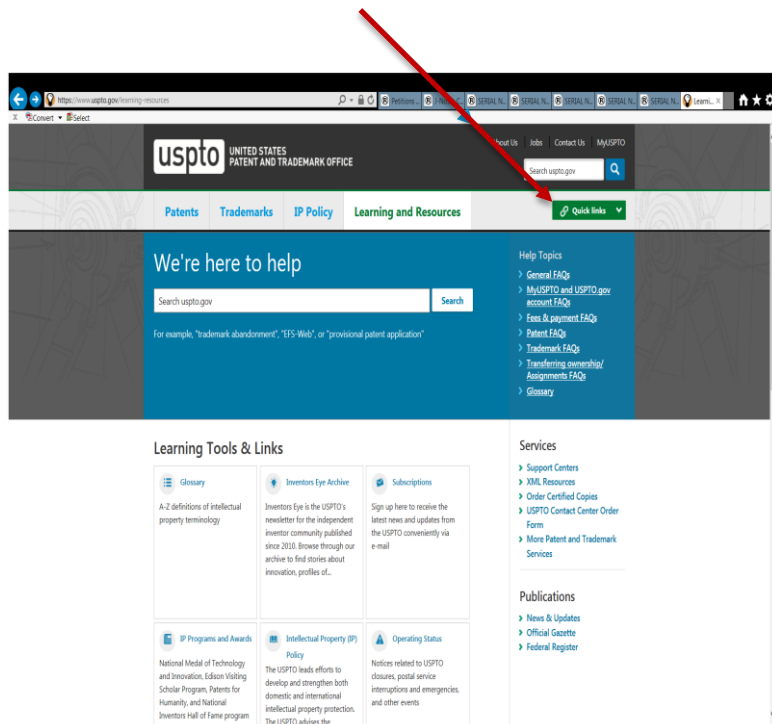 https://www.uspto.gov/learning-resources
Petitions ...
SERIAL N...
SERIAL N...
SERIAL N...
SERIAL N...
SERIAL N...
Learni...
x Convert Select
uspto UNITED STATES
PATENT AND TRADEMARK OFFICE
About Us Jobs Contact Us MyUSPTO
Search uspto.gov
Patents Trademarks IP Policy Learning and Resources Quick links
We're here to help
Search uspto.gov Search
For example, "trademark abandonment", "EFS-Web", or "provisional patent application"
Help Topics
General FAQs
MyUSPTO and USPTO.gov
account FAQs
Fees & payment FAQs
Patent FAQs
Trademark FAQs
Transferring ownership/
Assignments FAQs
Glossary
Learning Tools & Links
Glossary
A-Z definitions of intellectual
property terminology
Inventors Eye Archive
Inventors Eye is the USPTO's
newsletter for the independent
inventor community published
since 2010. Browse through our
archive to find stories about
innovation, profiles of...
Subscriptions
Sign up here to receive the
latest news and updates from
the USPTO conveniently via
e-mail
IP Programs and Awards
National Medal of Technology
and Innovation, Edison Visiting
Scholar Program, Patents for
Humanity, and National
Inventors Hall of Fame program
Intellectual Property (IP)
Policy
The USPTO leads efforts to
develop and strengthen both
domestic and international
intellectual property protection.
The USPTO advises the
Operating Status
Notices related to USPTO
closures, postal service
interruptions and emergencies,
and other events
Services
Support Centers
XML Resources
Order Certified Copies
USPTO Contact Center Order
Form
More Patent and Trademark
Services
Publications
News & Updates
Official Gazette
Federal Register